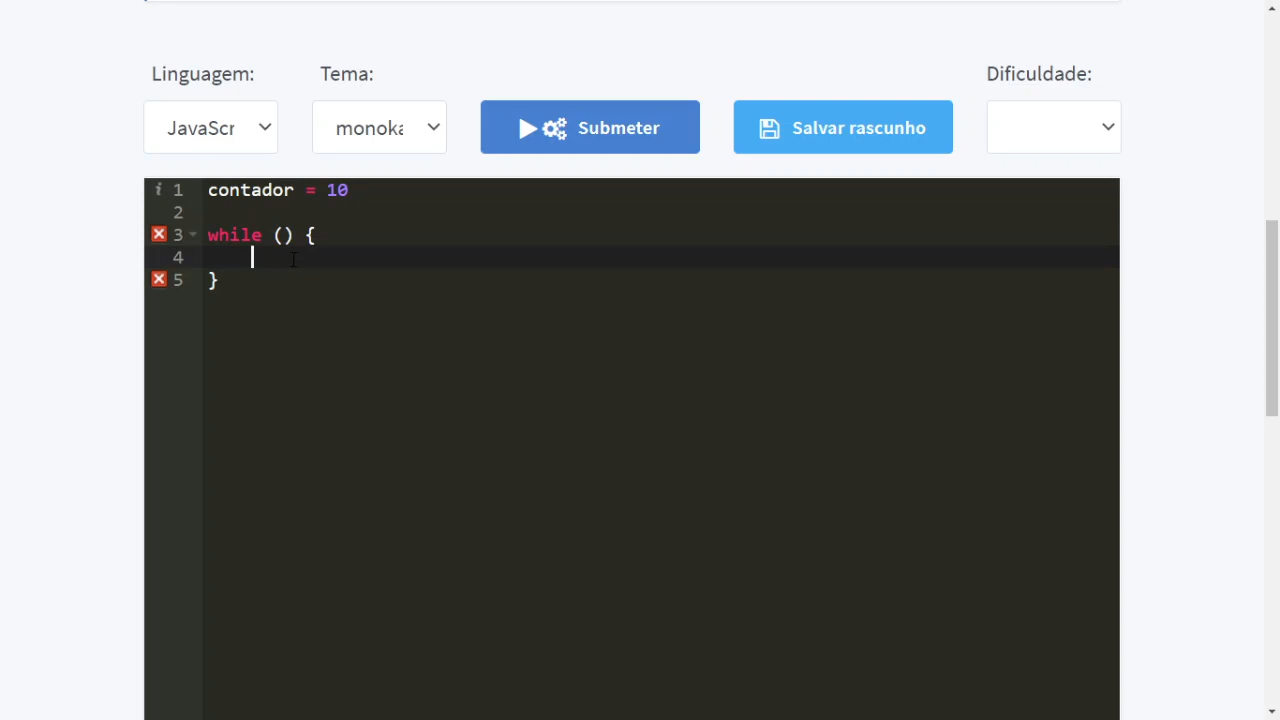 Linguagem: Tema: Dificuldade:
JavaScr monoka Submeter Salvar rascunho
1 contador = 10
2
3 while () {
4
5 }